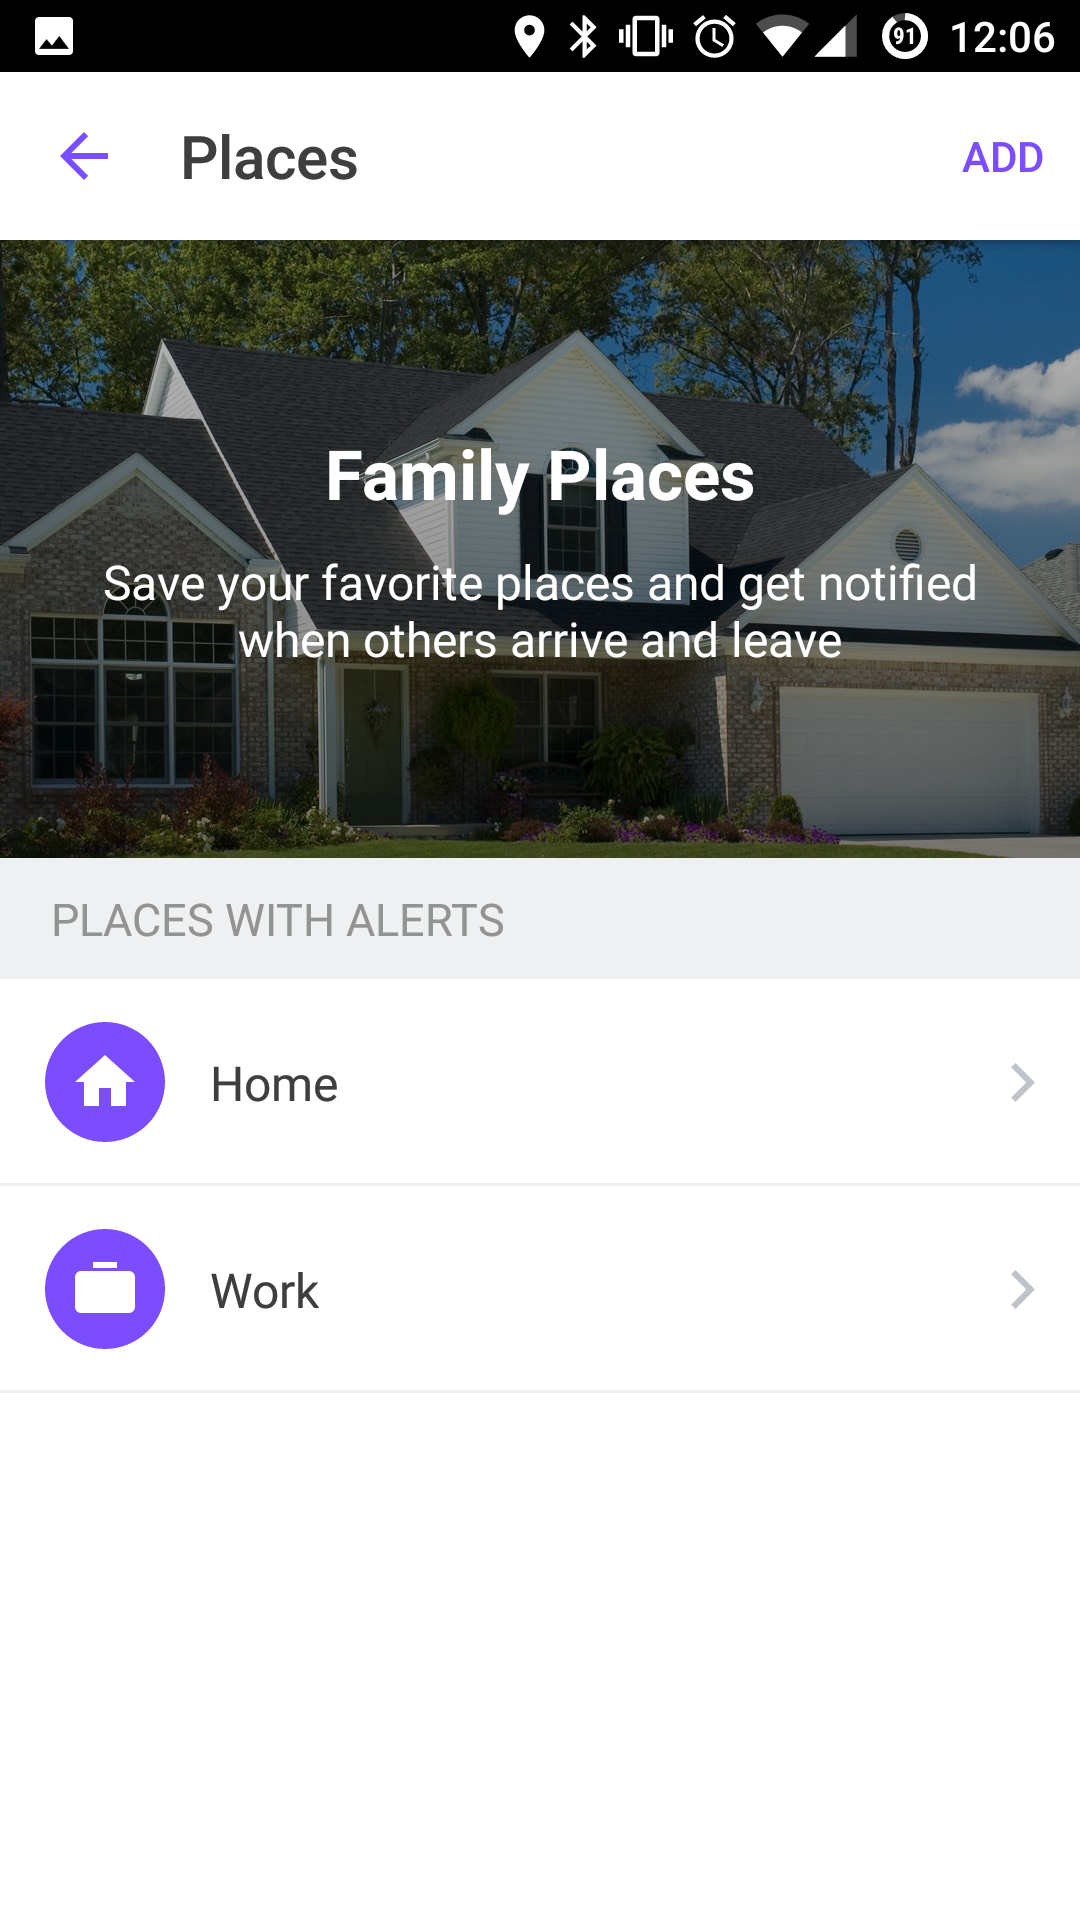 91 12:06
Places
ADD
Family Places
Save your favorite places and get notified
when others arrive and leave
PLACES WITH ALERTS
Home
Work